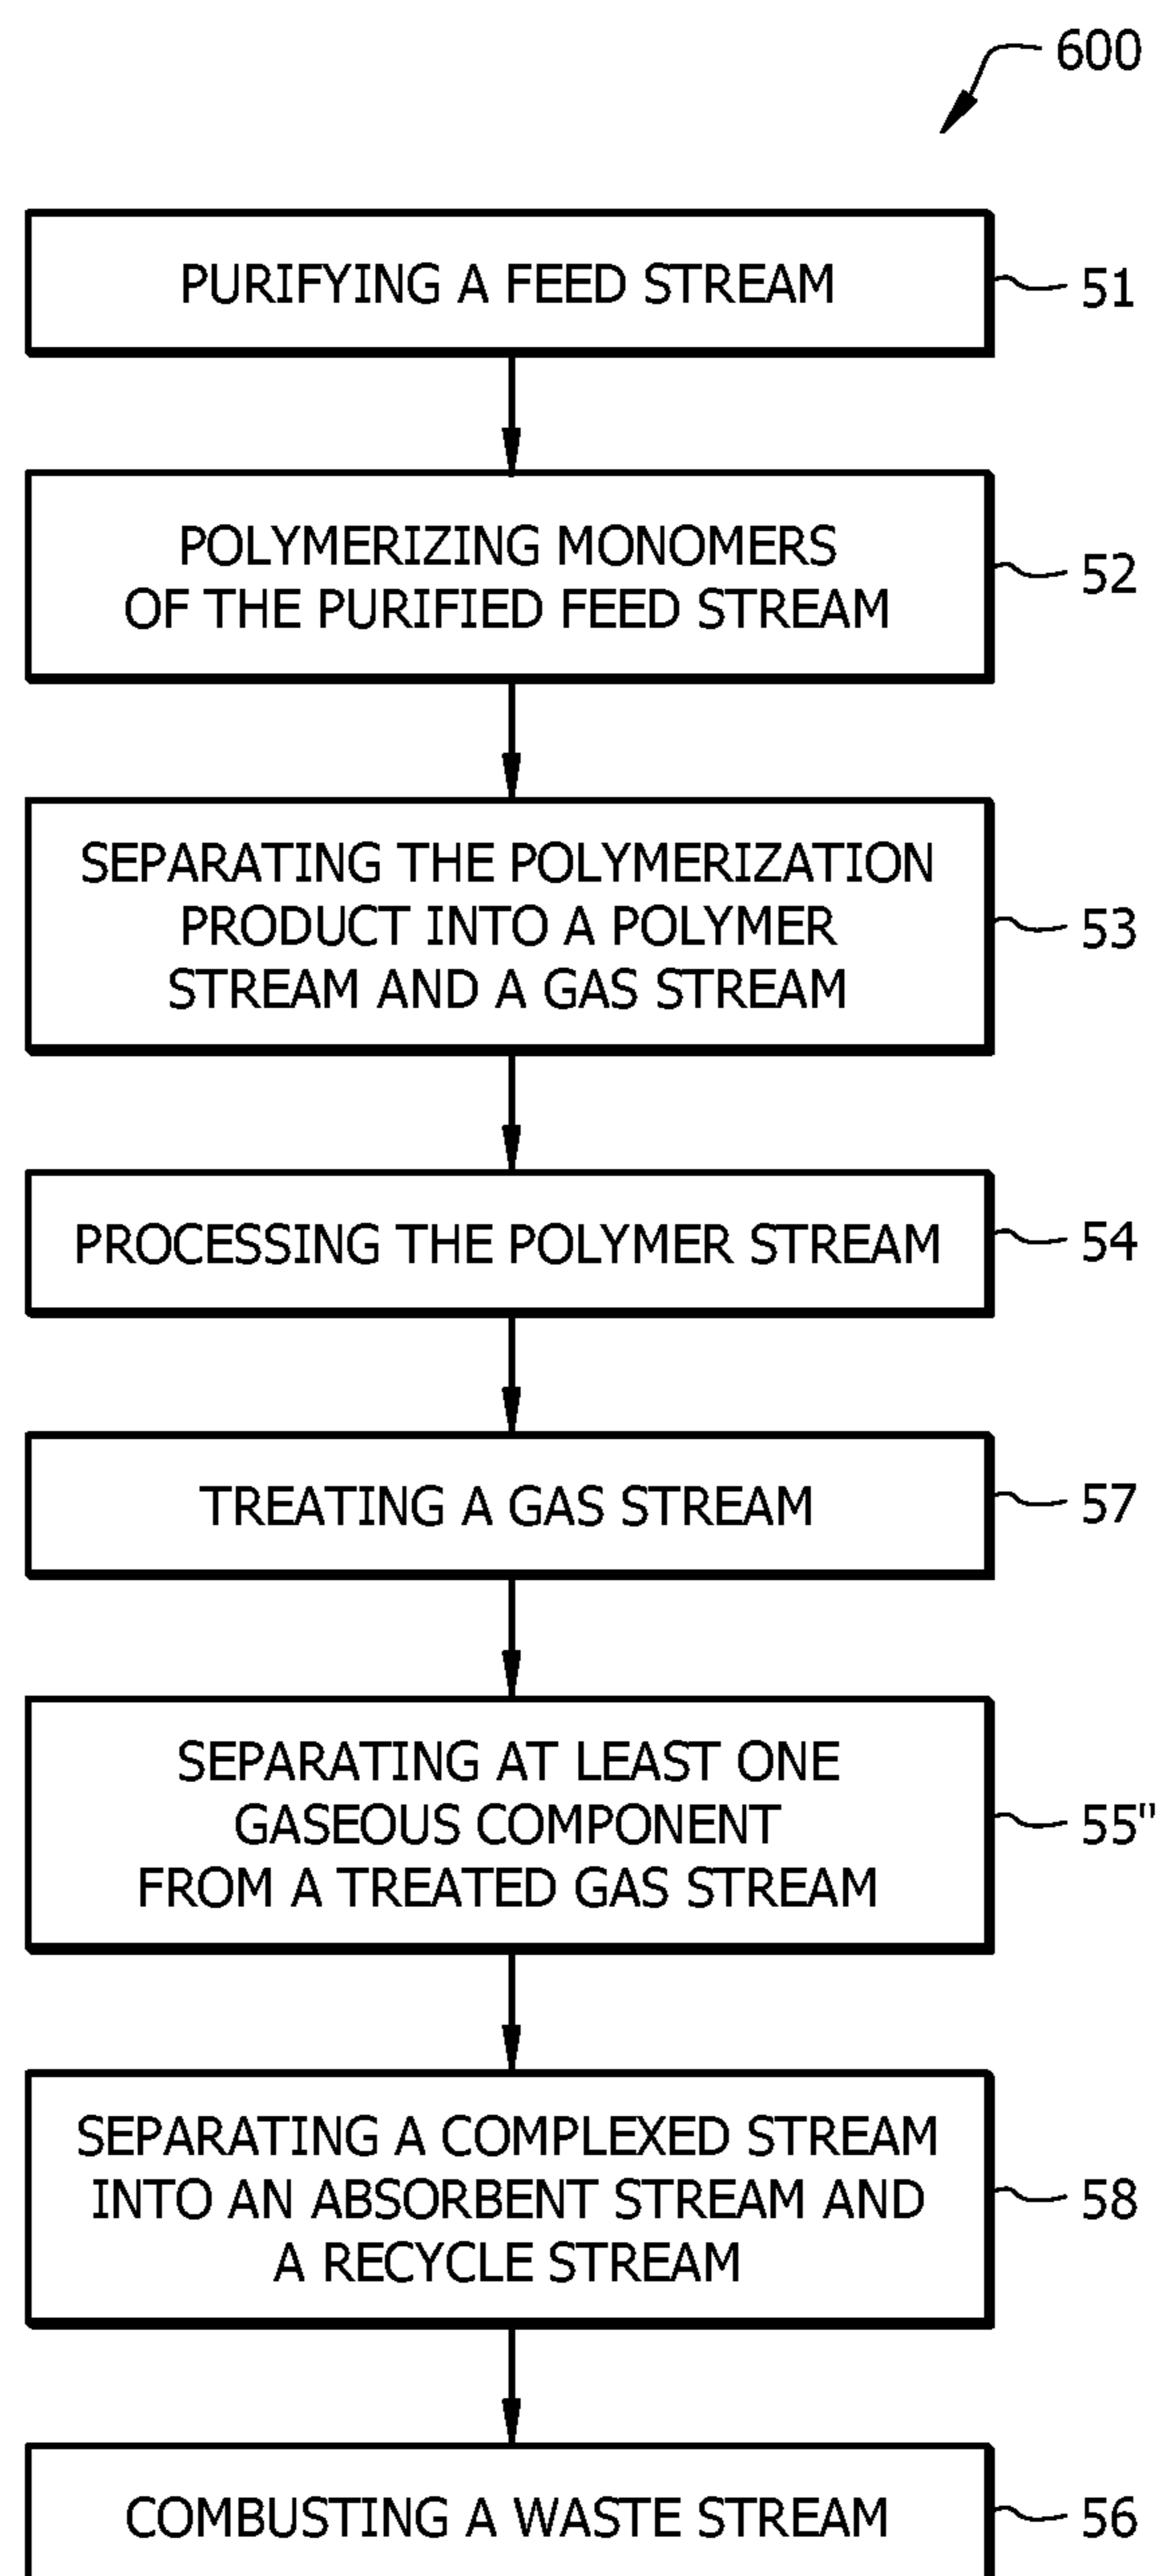 600
PURIFYING A FEED STREAM
51
POLYMERIZING MONOMERS
OF THE PURIFIED FEED STREAM
52
SEPARATING THE POLYMERIZATION
PRODUCT INTO A POLYMER
STREAM AND A GAS STREAM
53
PROCESSING THE POLYMER STREAM
54
TREATING A GAS STREAM
57
SEPARATING AT LEAST ONE
GASEOUS COMPONENT
FROM A TREATED GAS STREAM
55"
SEPARATING A COMPLEXED STREAM
INTO AN ABSORBENT STREAM AND
A RECYCLE STREAM
58
COMBUSTING A WASTE STREAM
56